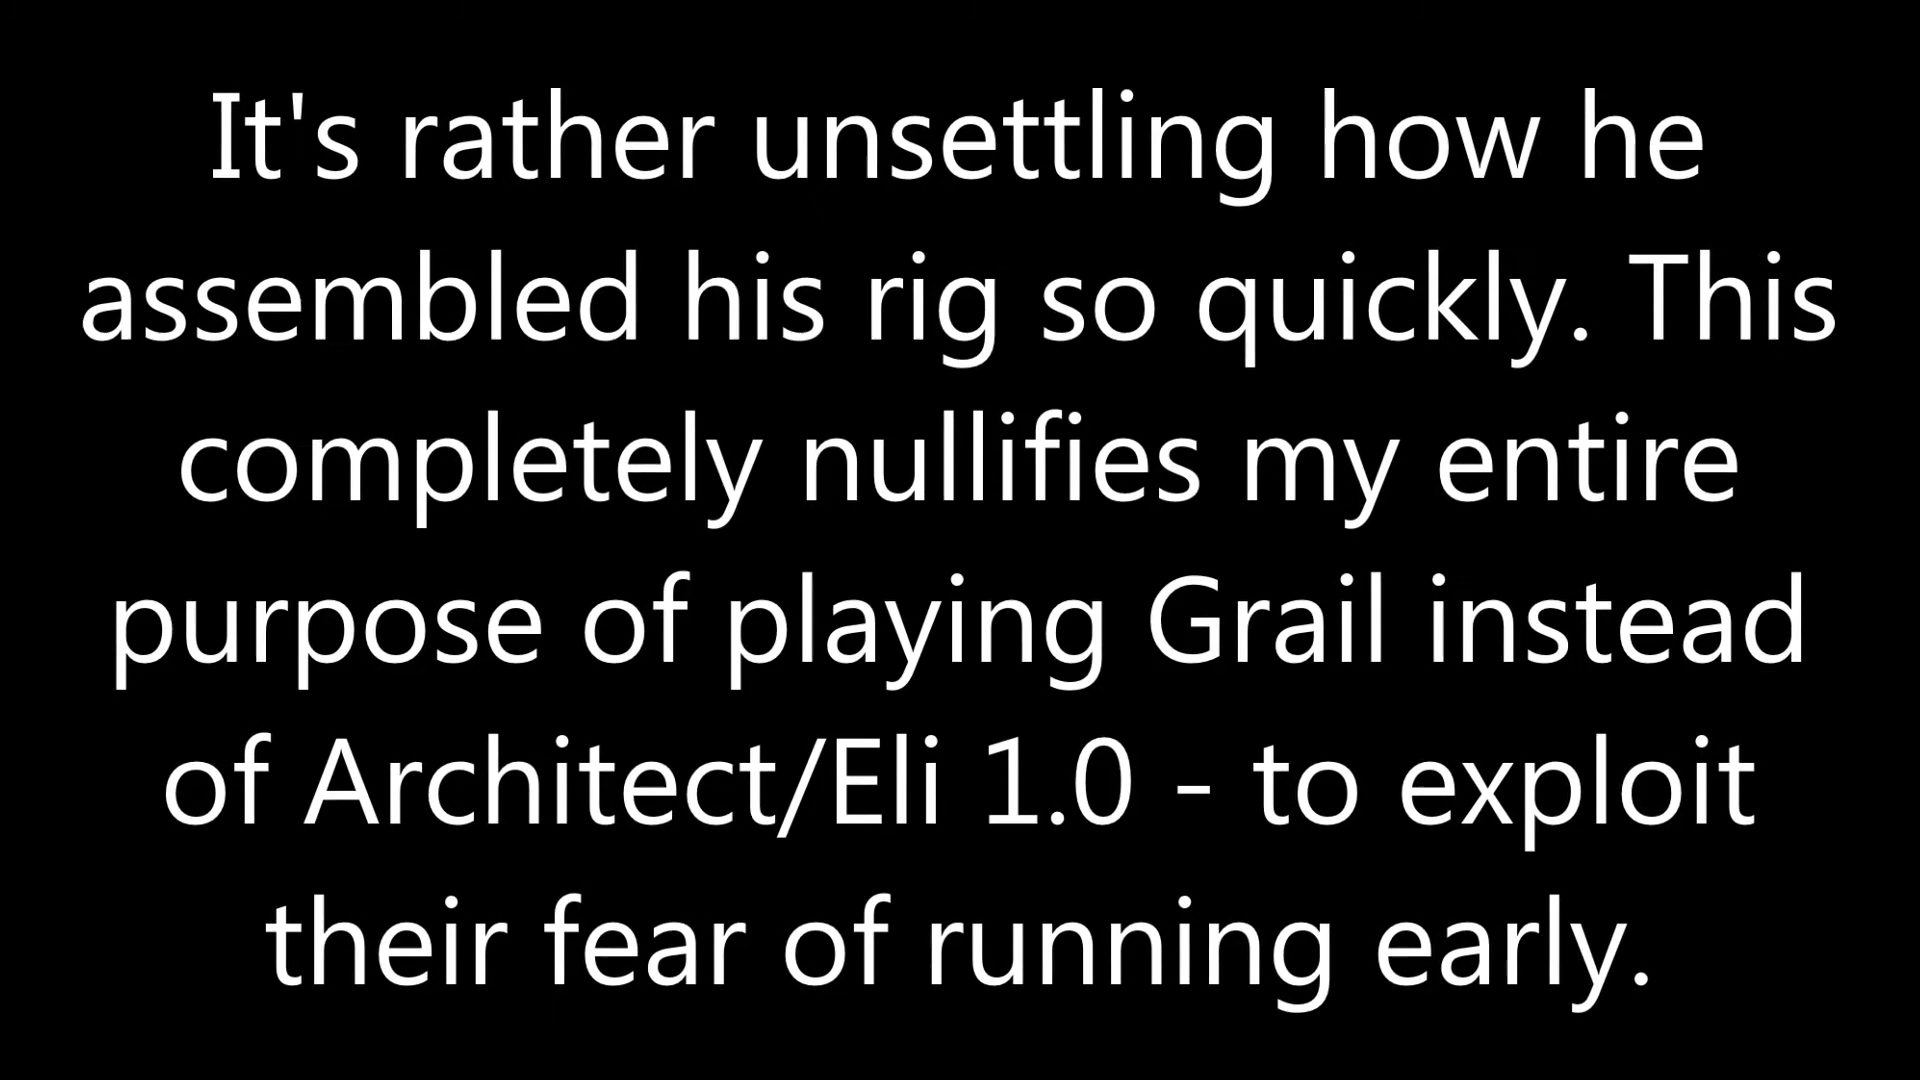 It's rather unsettling how he
assembled his rig so quickly. This
completely nullifies my entire
purpose of playing Grail instead
of Architect/Eli 1.0 - to exploit
their fear of running early.